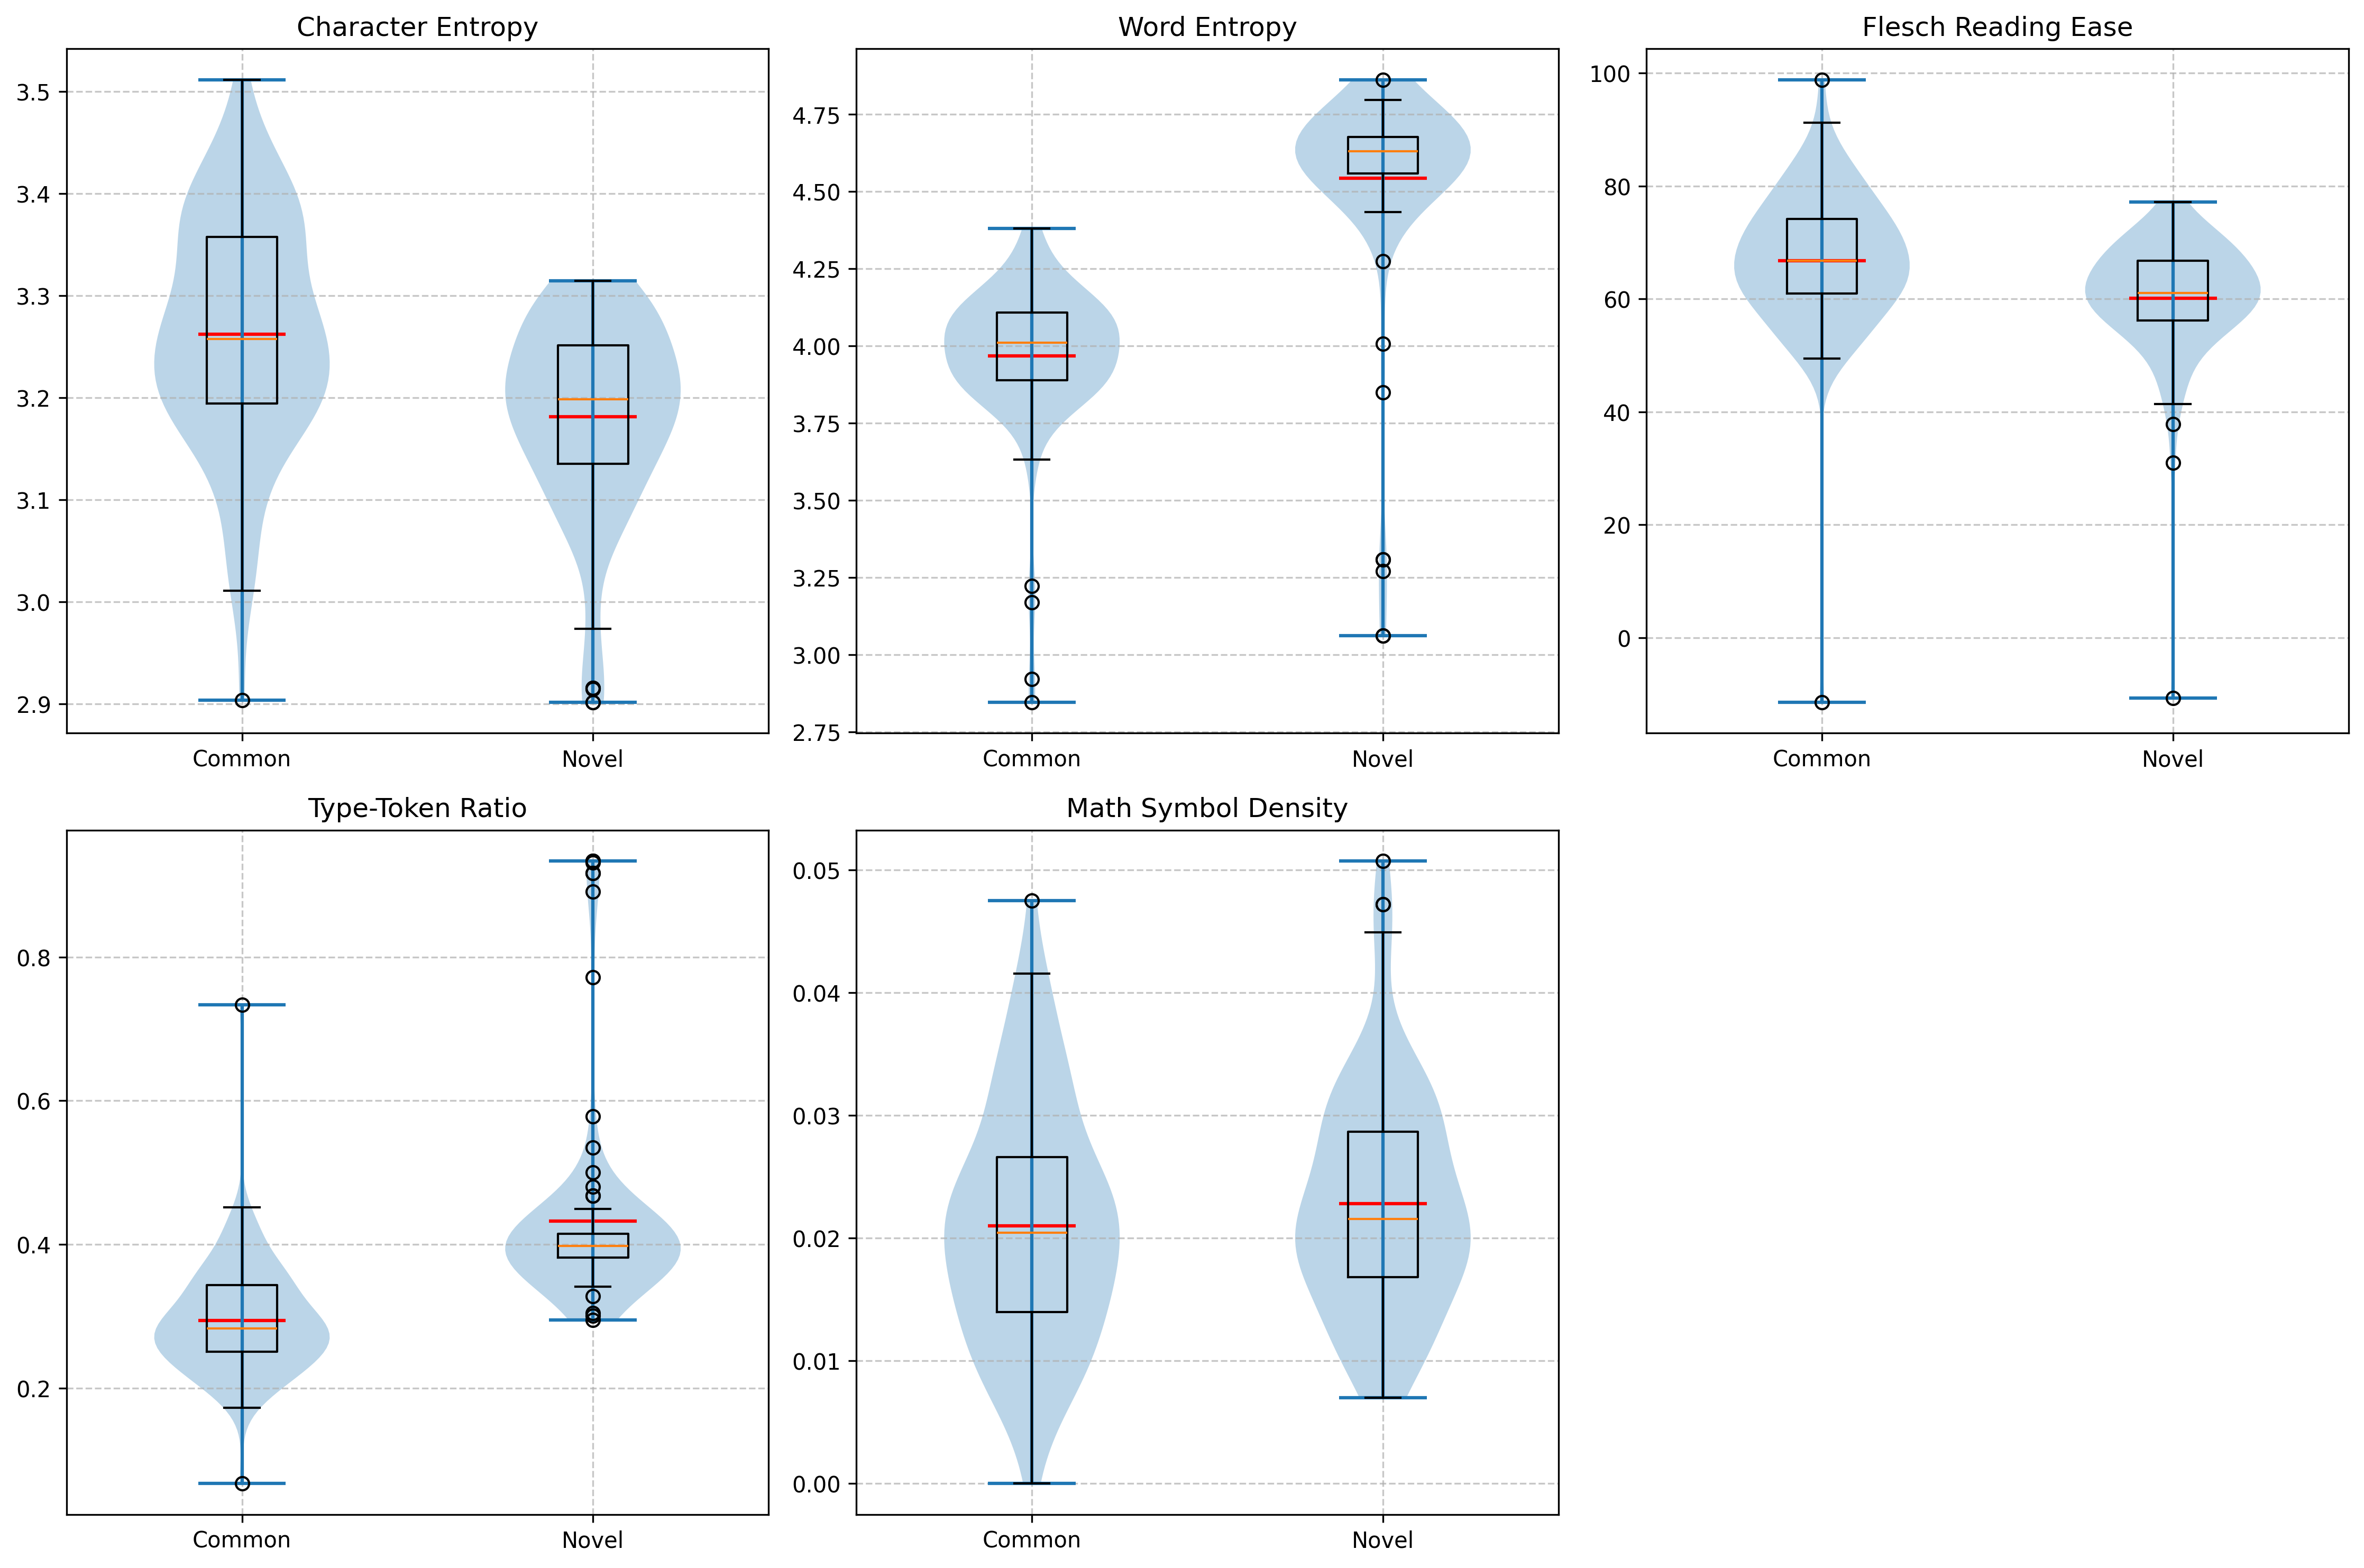 Character Entropy
3.5
3.4
3.3
3.2
3.1
3.0
2.9
Common
Novel
Word Entropy
4.75
4.50
4.25
4.00
3.75
3.50
3.25
3.00
2.75
Common
Novel
Flesch Reading Ease
100
80
60
40
20
0
Common
Novel
Type-Token Ratio
0.8
0.6
0.4
0.2
Common
Novel
Math Symbol Density
0.05
0.04
0.03
0.02
0.01
0.00
Common
Novel